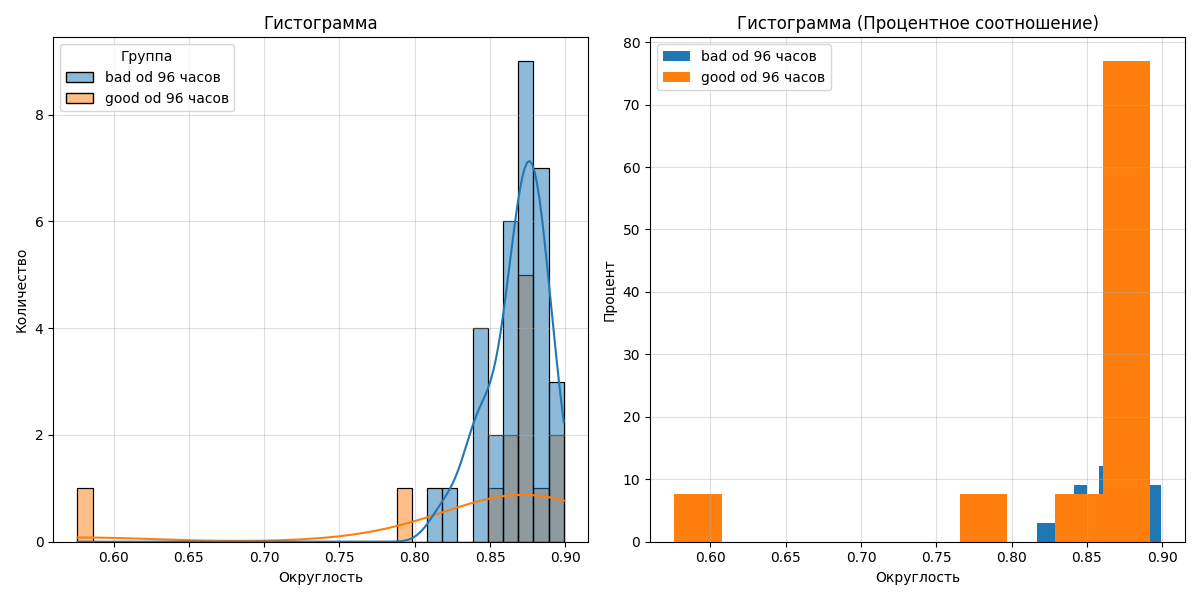 Гистограмма
Группа
bad od 96 часов
good od 96 часов
8
6
4
2
0
Количество
0.60 0.65 0.70 0.75 0.80 0.85 0.90
Округлость
Гистограмма (Процентное соотношение)
bad od 96 часов
good od 96 часов
80
70
60
50
40
30
20
10
0
Процент
0.60 0.65 0.70 0.75 0.80 0.85 0.90
Округлость